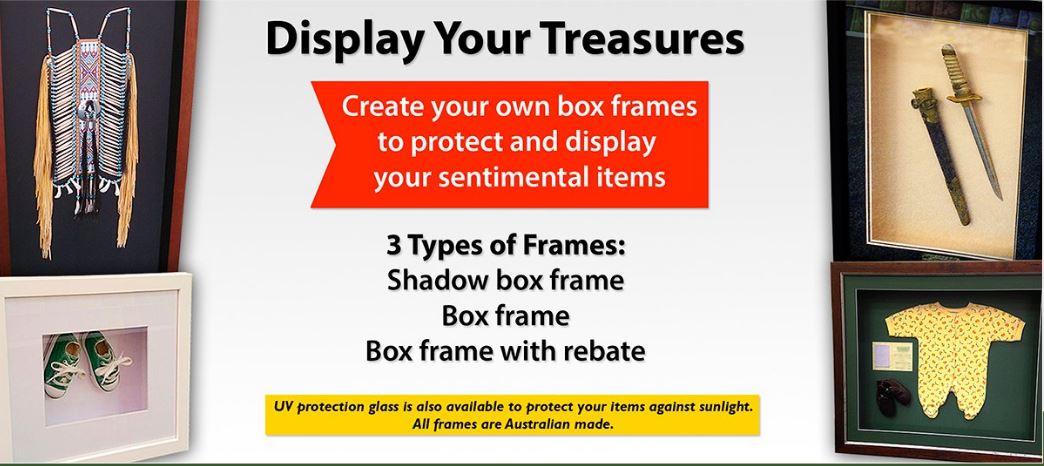 Display Your Treasures
Create your own box frames
to protect and display
your sentimental items
3 Types of Frames:
Shadow box frame
Box frame
Box frame with rebate
UV protection glass is also available to protect your items against sunlight.
All frames are Australian made.